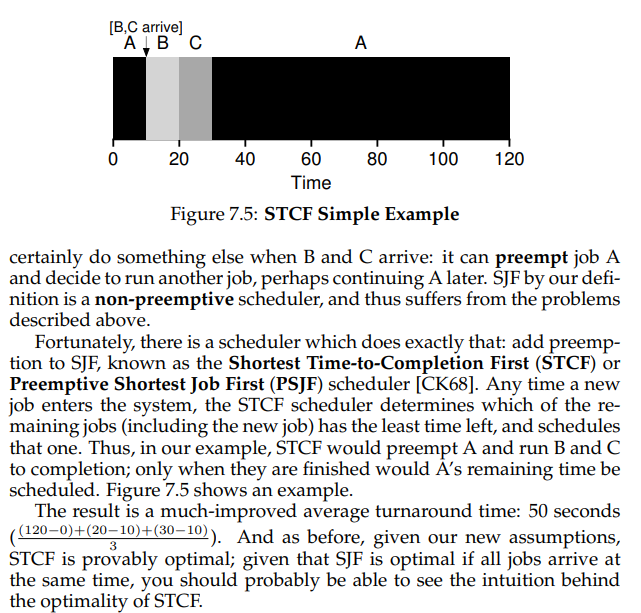 [B,C arrive]
A B C A
0 20 40 60 80 100 120
Time
Figure 7.5: STCF Simple Example
certainly do something else when B and C arrive: it can preempt job A
and decide to run another job, perhaps continuing A later. SJF by our defi-
nition is a non-preemptive scheduler, and thus suffers from the problems
described above.
Fortunately, there is a scheduler which does exactly that: add preemp-
tion to SJF, known as the Shortest Time-to-Completion First (STCF) or
Preemptive Shortest Job First (PSJF) scheduler [CK68]. Any time a new
job enters the system, the STCF scheduler determines which of the re-
maining jobs (including the new job) has the least time left, and schedules
that one. Thus, in our example, STCF would preempt A and run B and C
to completion; only when they are finished would A's remaining time be
scheduled. Figure 7.5 shows an example.
The result is a much-improved average turnaround time: 50 seconds
(\frac{(120−0)+(20−10)+(30−10)}{3}). And as before, given our new assumptions,
STCF is provably optimal; given that SJF is optimal if all jobs arrive at
the same time, you should probably be able to see the intuition behind
the optimality of STCF.